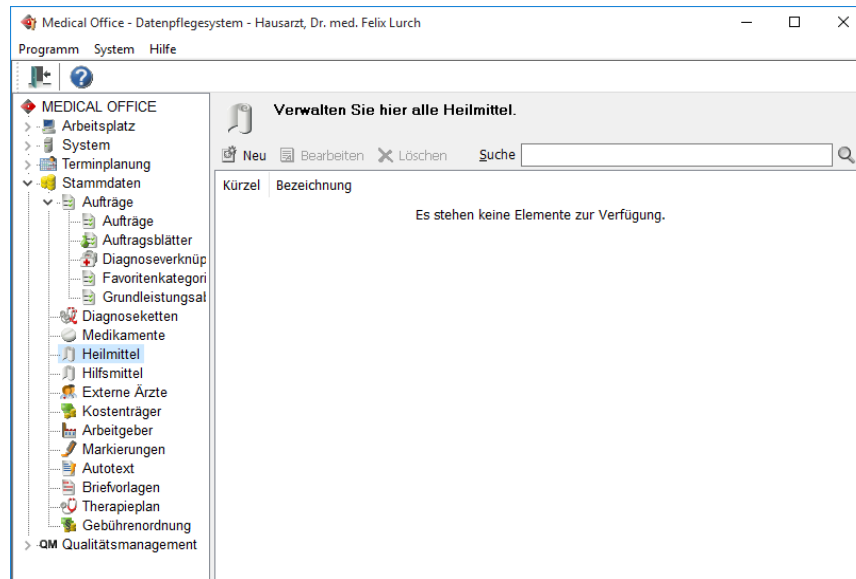 Medical Office - Datenpflegesystem - Hausarzt, Dr. med. Felix Lurch
Programm System Hilfe
MEDICAL OFFICE
Arbeitsplatz
System
Terminplanung
Stammdaten
Aufträge
Aufträge
Auftragsblätter
Diagnoseverknüp
Favoritenkategori
Grundleistungsal
Diagnoseketten
Medikamente
Heilmittel
Hilfsmittel
Externe Ärzte
Kostenträger
Arbeitgeber
Markierungen
Autotext
Briefvorlagen
Therapieplan
Gebührenordnung
QM Qualitätsmanagement
Verwalten Sie hier alle Heilmittel.
Neu Bearbeiten Löschen Suche
Kürzel Bezeichnung
Es stehen keine Elemente zur Verfügung.